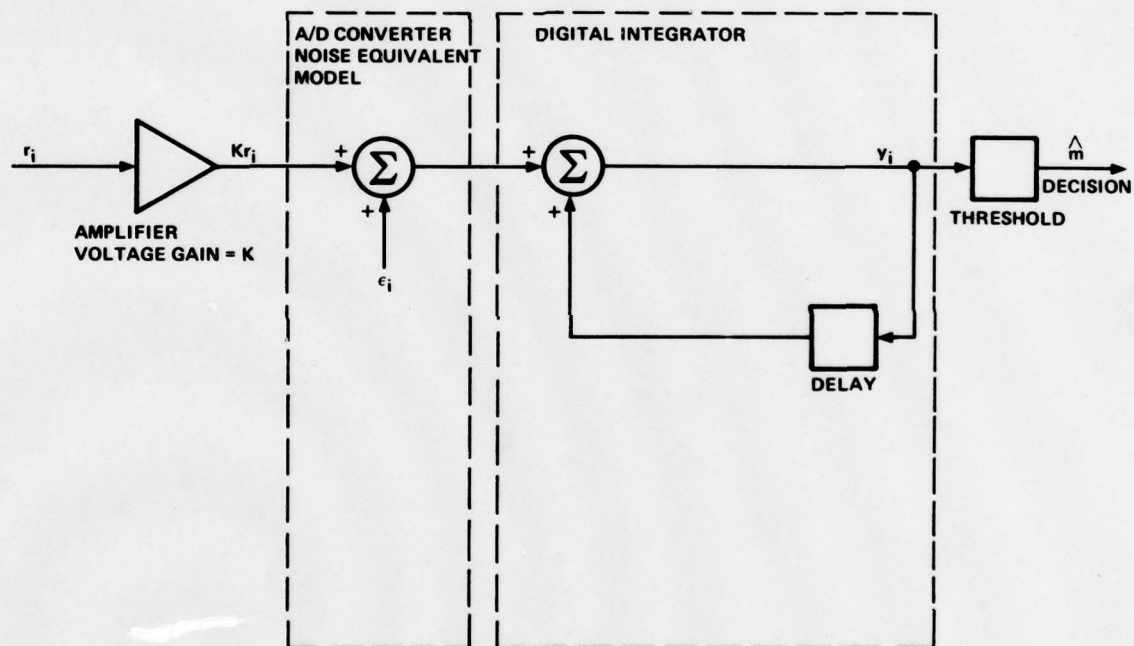 A/D CONVERTER
NOISE EQUIVALENT
MODEL
DIGITAL INTEGRATOR
r_i
Kr_i
+
Σ
+
ε_i
+
Σ
+
y_i
m̂
DECISION
THRESHOLD
AMPLIFIER
VOLTAGE GAIN = K
DELAY